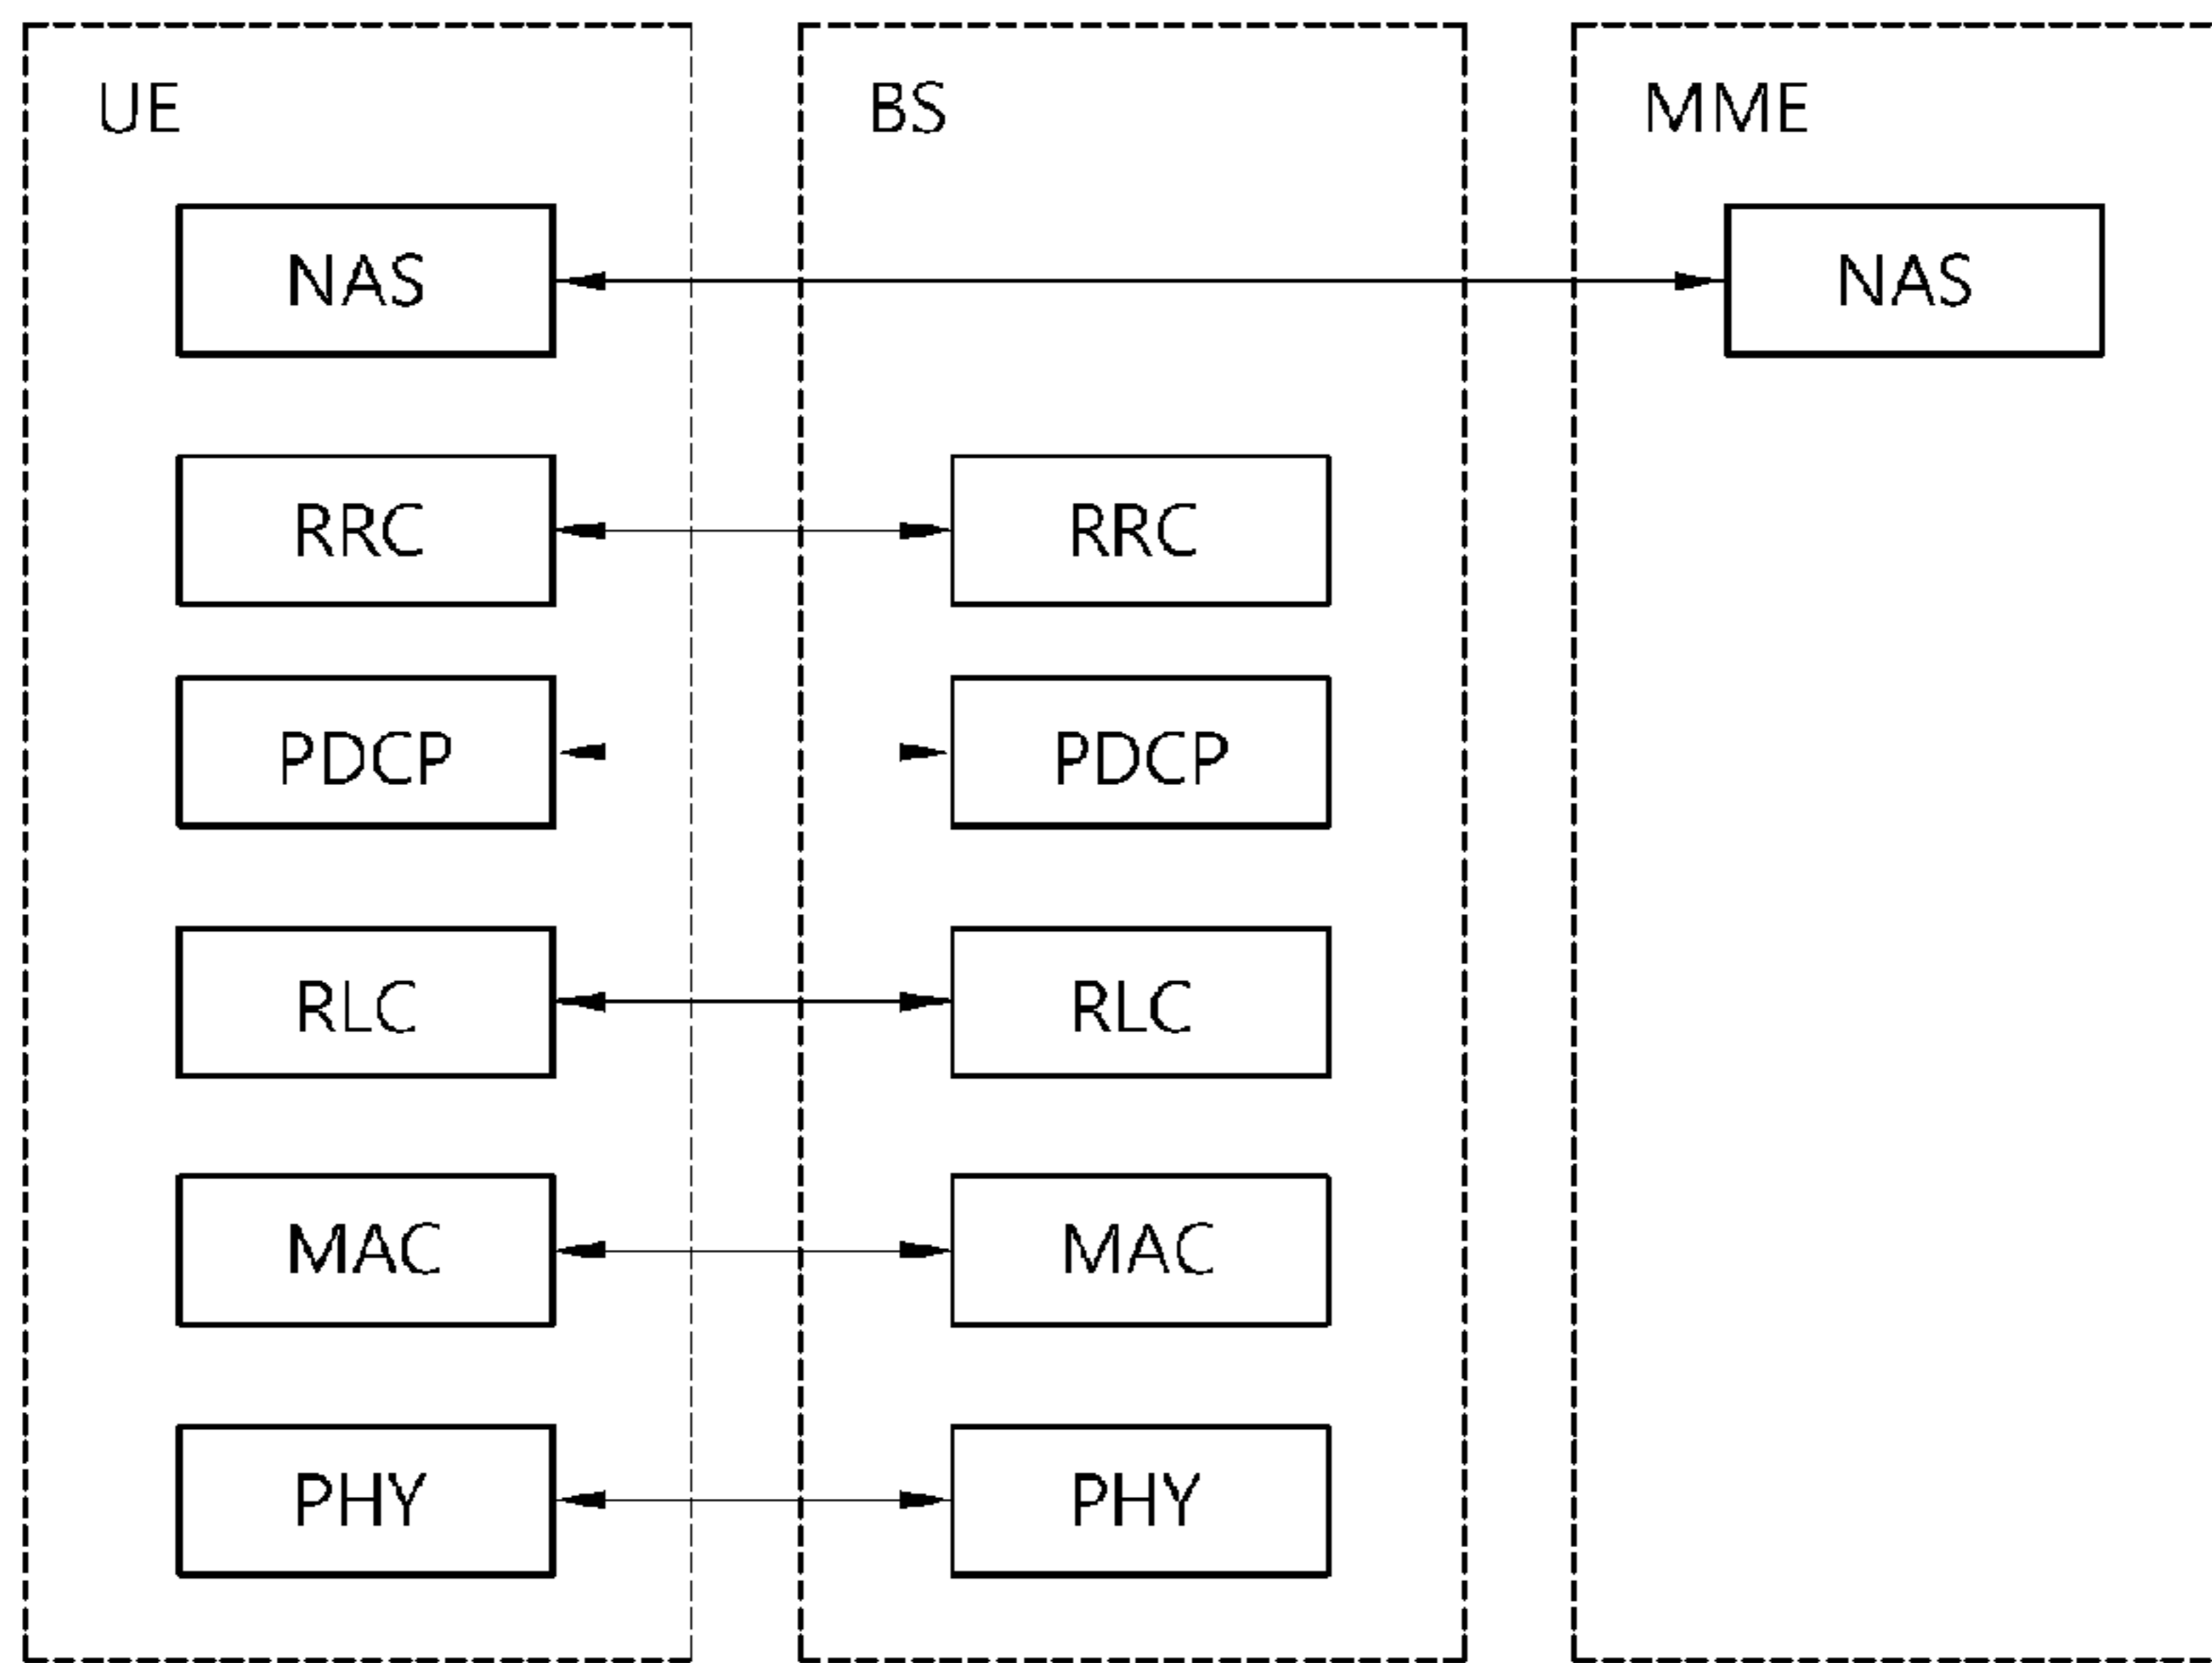 UE BS MME
NAS NAS
RRC RRC
PDCP PDCP
RLC RLC
MAC MAC
PHY PHY